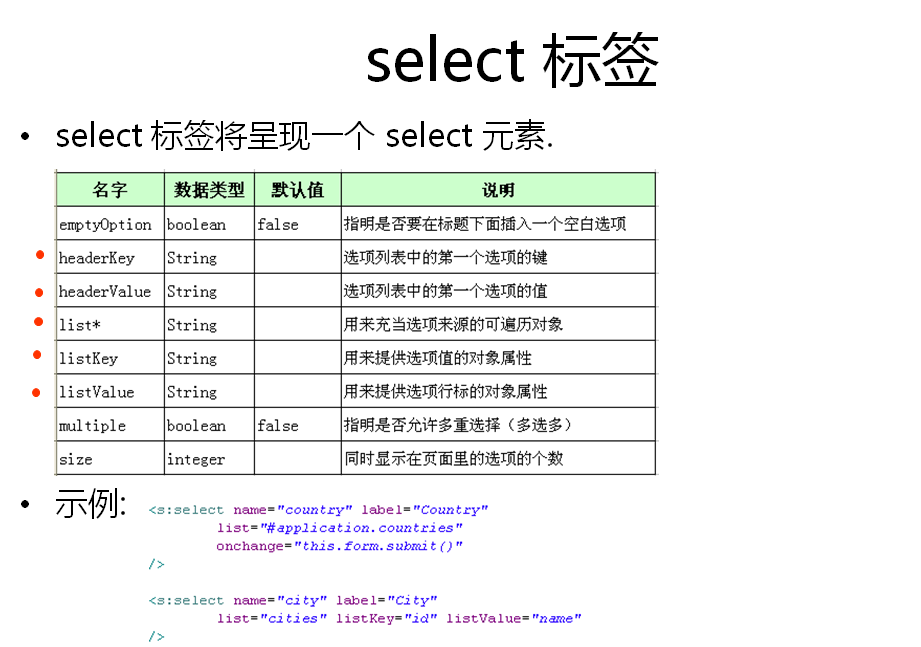 select 标签
• select 标签将呈现一个 select 元素.
名字 数据类型 默认值 说明
emptyOption boolean false 指明是否要在标题下面插入一个空白选项
headerKey String 选项列表中的第一个选项的键
headerValue String 选项列表中的第一个选项的值
list* String 用来充当选项来源的可遍历对象
listKey String 用来提供选项值的对象属性
listValue String 用来提供选项行标的对象属性
multiple boolean false 指明是否允许多重选择（多选多）
size integer 同时显示在页面里的选项的个数
• 示例:
<s:select name="country" label="Country"
list="#application.countries"
onchange="this.form.submit()"
/>
<s:select name="city" label="City"
list="cities" listKey="id" listValue="name"
/>